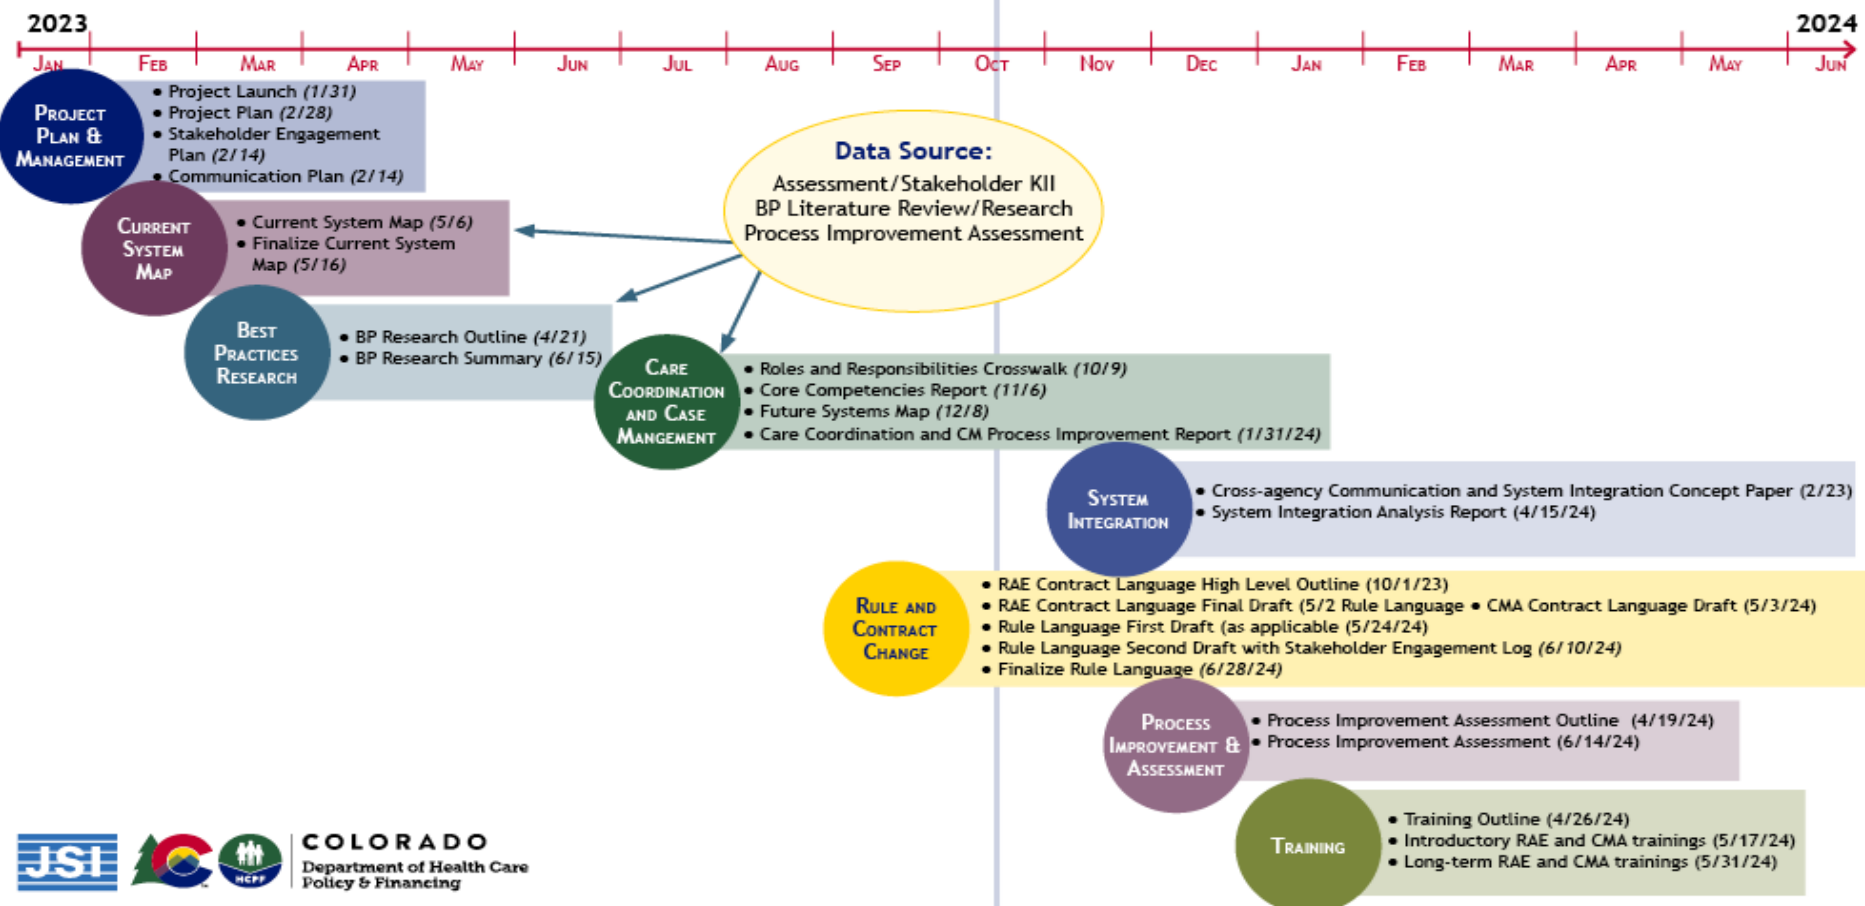 2023
2024
Jan Feb Mar Apr May Jun Jul Aug Sep Oct Nov Dec Jan Feb Mar Apr May Jun
Project
Plan &
Management
• Project Launch (1/31)
• Project Plan (2/28)
• Stakeholder Engagement
Plan (2/14)
• Communication Plan (2/14)
Data Source:
Assessment/Stakeholder KII
BP Literature Review/Research
Process Improvement Assessment
Current
System
Map
• Current System Map (5/6)
• Finalize Current System
Map (5/16)
Best
Practices
Research
• BP Research Outline (4/21)
• BP Research Summary (6/15)
Care
Coordination
and Case
Mangement
• Roles and Responsibilities Crosswalk (10/9)
• Core Competencies Report (11/6)
• Future Systems Map (12/8)
• Care Coordination and CM Process Improvement Report (1/31/24)
System
Integration
• Cross-agency Communication and System Integration Concept Paper (2/23)
• System Integration Analysis Report (4/15/24)
Rule and
Contract
Change
• RAE Contract Language High Level Outline (10/1/23)
• RAE Contract Language Final Draft (5/2 Rule Language • CMA Contract Language Draft (5/3/24)
• Rule Language First Draft (as applicable (5/24/24)
• Rule Language Second Draft with Stakeholder Engagement Log (6/10/24)
• Finalize Rule Language (6/28/24)
Process
Improvement &
Assessment
• Process Improvement Assessment Outline (4/19/24)
• Process Improvement Assessment (6/14/24)
Training
• Training Outline (4/26/24)
• Introductory RAE and CMA trainings (5/17/24)
• Long-term RAE and CMA trainings (5/31/24)
JSI
HCPF
COLORADO
Department of Health Care
Policy & Financing